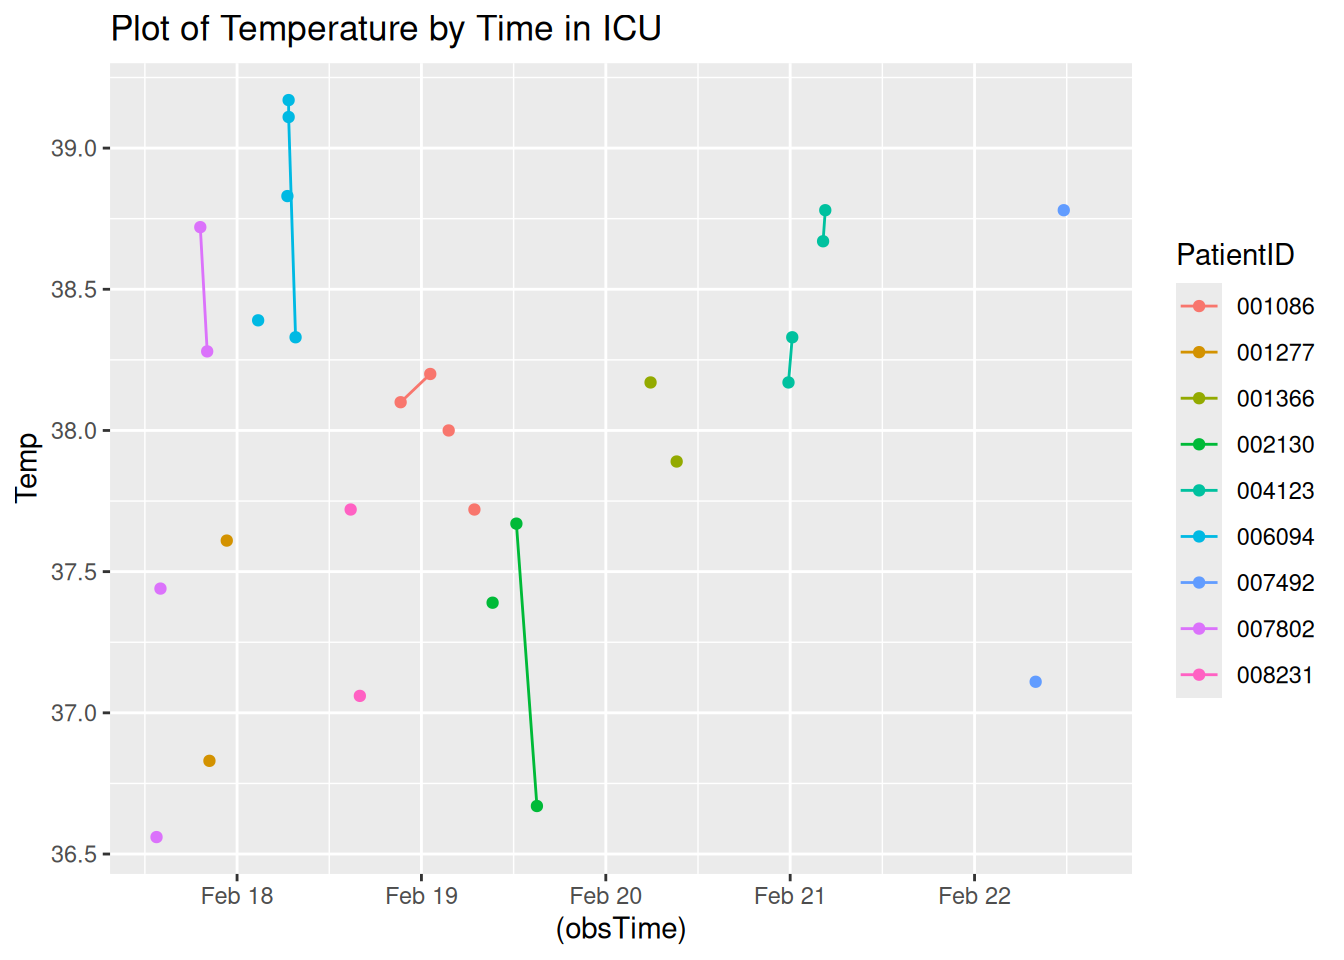 Plot of Temperature by Time in ICU
Temp
39.0
38.5
38.0
37.5
37.0
36.5
Feb 18
Feb 19
Feb 20
Feb 21
Feb 22
(obsTime)
PatientID
001086
001277
001366
002130
004123
006094
007492
007802
008231